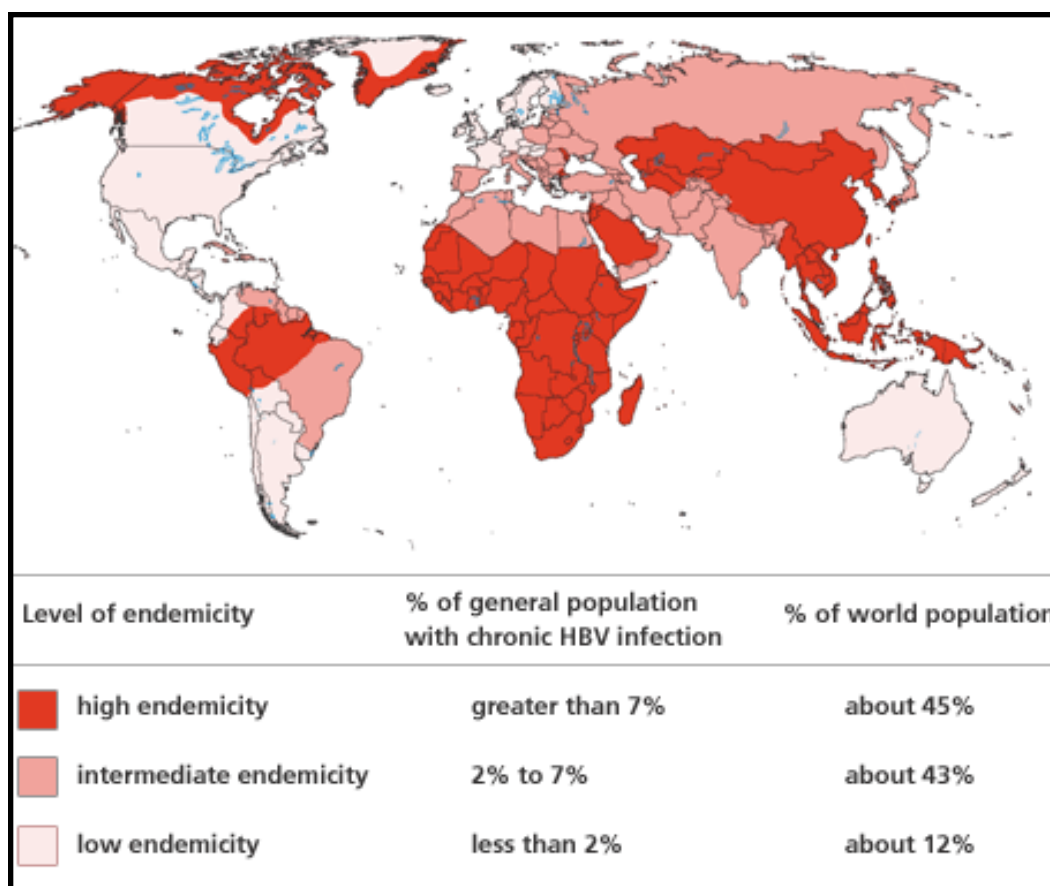 Level of endemicity
% of general population
with chronic HBV infection
% of world population
high endemicity
greater than 7%
about 45%
intermediate endemicity
2% to 7%
about 43%
low endemicity
less than 2%
about 12%